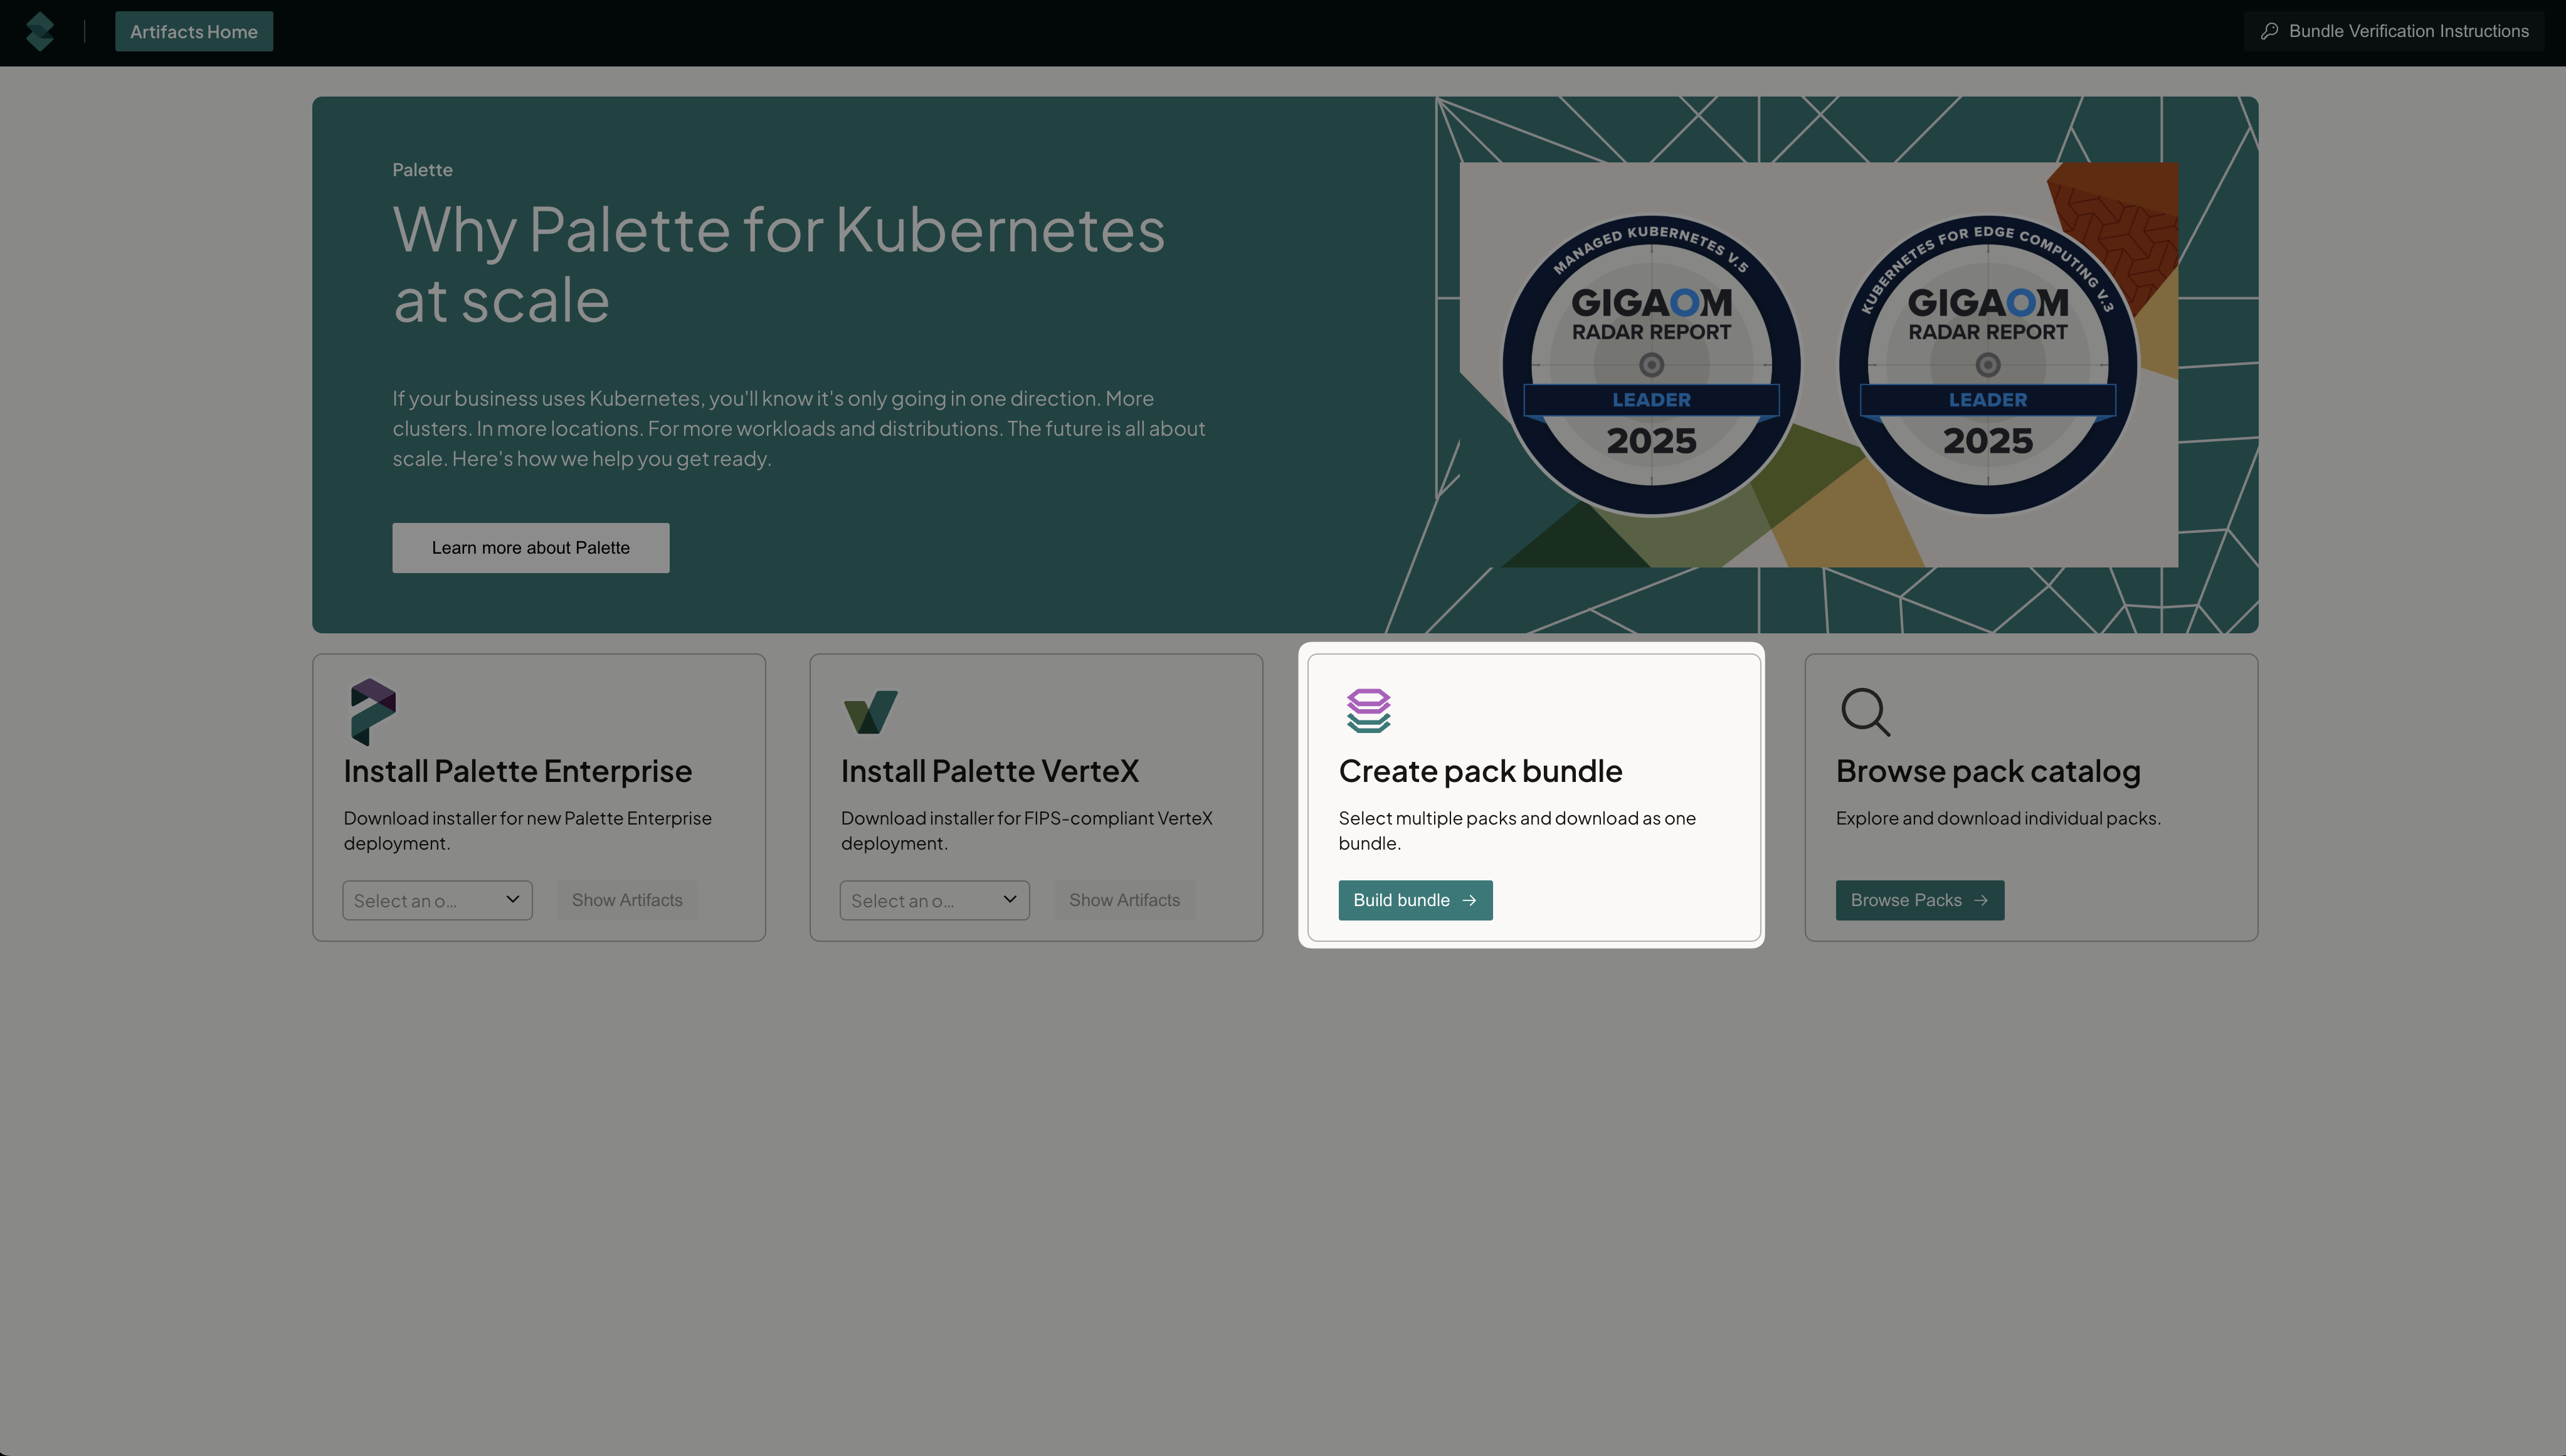 Artifacts Home
Bundle Verification Instructions
Palette
Why Palette for Kubernetes
at scale
If your business uses Kubernetes, you'll know it's only going in one direction. More
clusters. In more locations. For more workloads and distributions. The future is all about
scale. Here's how we help you get ready.
Learn more about Palette
MANAGED KUBERNETES V.5
GIGAOM
RADAR REPORT
LEADER
2025
KUBERNETES FOR EDGE COMPUTING V.3
GIGAOM
RADAR REPORT
LEADER
2025
Install Palette Enterprise
Download installer for new Palette Enterprise
deployment.
Select an o...
Show Artifacts
Install Palette VerteX
Download installer for FIPS-compliant VerteX
deployment.
Select an o...
Show Artifacts
Create pack bundle
Select multiple packs and download as one
bundle.
Build bundle
Browse pack catalog
Explore and download individual packs.
Browse Packs